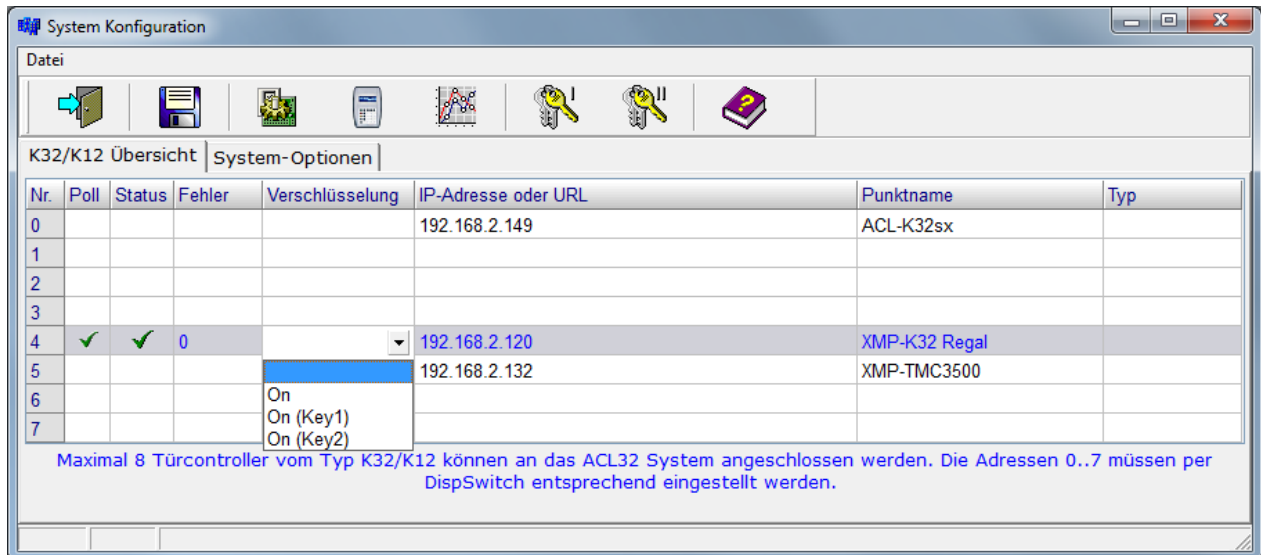 System Konfiguration
Datei
I II
K32/K12 Übersicht System-Optionen
Nr. Poll Status Fehler Verschlüsselung IP-Adresse oder URL Punktname Typ
0 192.168.2.149 ACL-K32sx
1
2
3
4 0 192.168.2.120 XMP-K32 Regal
5 192.168.2.132 XMP-TMC3500
6 On
On (Key1)
7 On (Key2)
Maximal 8 Türcontroller vom Typ K32/K12 können an das ACL32 System angeschlossen werden. Die Adressen 0..7 müssen per
DispSwitch entsprechend eingestellt werden.